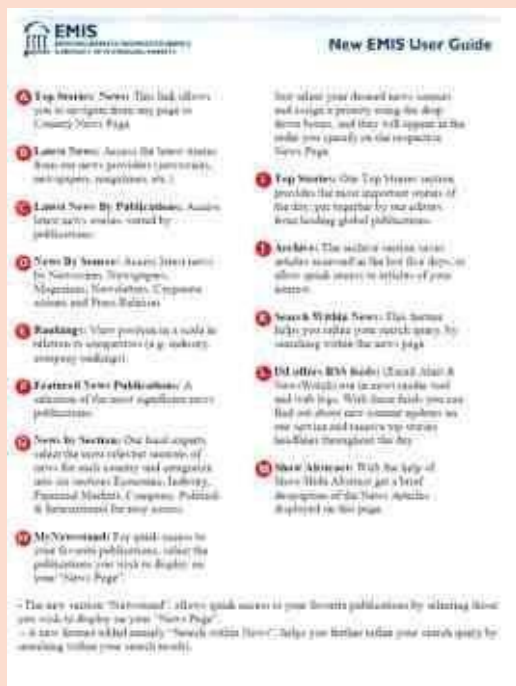 EMIS
New EMIS User Guide
A Top Stories: News: This link allows
you to navigate from any page to
Country News Page
B Latest News: Access the latest stories
from our news providers (newswires,
newspapers, magazines, etc.)
C Latest News By Publications: Access
latest news stories sorted by
publications
D News By Source: Access latest news
by Newswires, Newspapers,
Magazines, Newsletters, Corporate
and Press Releases
E Rankings: View position in a scale in
relation to competitors (e.g. industry,
company rankings)
F Featured News Publications: A
selection of the most significant news
publications
G News by Section: Our local experts
select the most relevant sources of
news for each country and categorize
into six sections Economics, Industry,
Financial Markets, Company, Political
& International for easy access
H MyNewsstand: For quick access to
your favorite publications, select the
publications you wish to display on
your "News Page".
select your desired news sources
and assign a priority using the drop
down boxes, and they will appear in the
order you specify on the respective
News Page
I Top Stories: Our Top Stories section
provides the most important stories of
the day, put together by our editors
from leading global publications.
Archive: The archive section saves
articles received in the last five days, to
allow quick access to articles of your
interest
K Search Within News: This feature
helps you refine your search query, by
searching within the news page
L ISI offers RSS feeds: (Email Alert &
NewsWatch) are in news reader tool
and web logs. With these feeds you can
find out about new content updates on
our service and receive top stories
headlines throughout the day
M Show Abstract: With the help of
Show/Hide Abstract get a brief
description of the News Articles
displayed on this page
- The new section "Newsstand", allows quick access to your favorite publications by selecting those
you wish to display on your "News Page".
- A new feature added namely "Search within News", helps you further refine your search query by
searching within your search results.